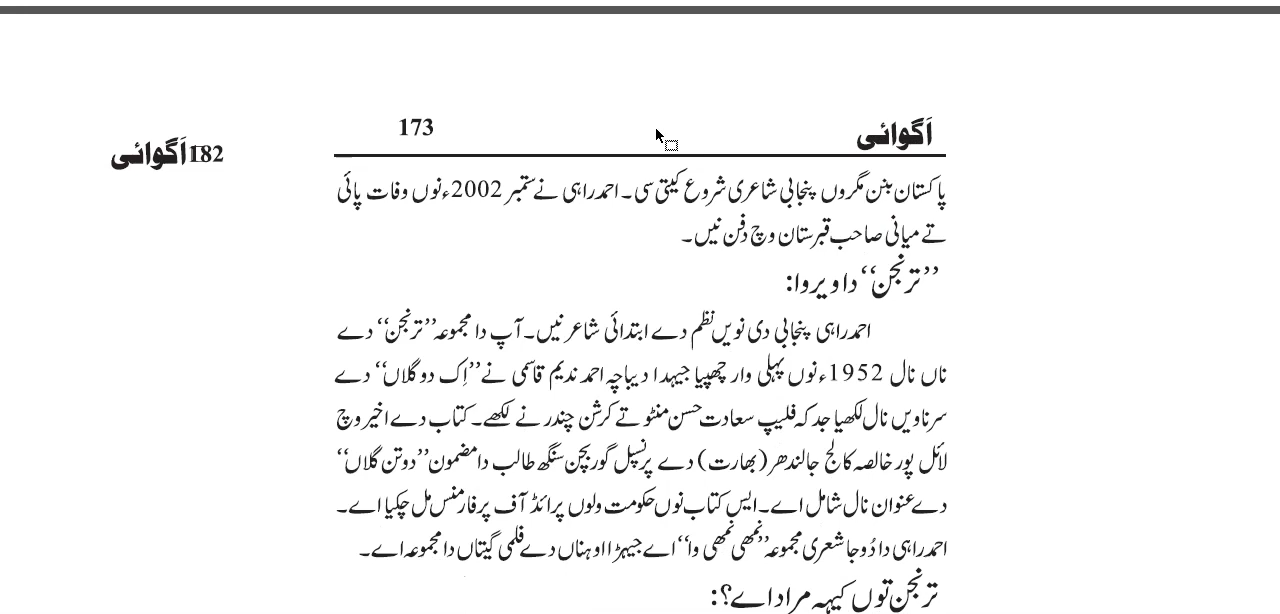 اَگوائی 173
182 اَگوائی
پاکستان بنن مگروں پنجابی شاعری شروع کیتی سی۔ احمد راہی نے ستمبر 2002ء نوں وفات پائی
تے میانی صاحب قبرستان وچ دفن نیں۔
’’ترنجن‘‘ دا ویروا:
احمد راہی پنجابی دی نویں نظم دے ابتدائی شاعر نیں۔ آپ دا مجموعہ ’’ترنجن‘‘ دے
ناں نال 1952ء نوں پہلی وار چھپیا جیہدا دیباچہ احمد ندیم قاسمی نے ’’اِک دو گلاں‘‘ دے
سرناویں نال لکھیا جد کہ فلیپ سعادت حسن منٹو تے کرشن چندر نے لکھے۔ کتاب دے اخیر وچ
لائل پور خالصہ کالج جالندھر (بھارت) دے پرنسپل گوربچن سنگھ طالب دا مضمون ’’دو تن گلاں‘‘
دے عنوان نال شامل اے۔ ایس کتاب نوں حکومت ولوں پرائڈ آف پرفارمنس مل چکیا اے۔
احمد راہی دا دُوجا شعری مجموعہ ’’نمھی نمھی وا‘‘ اے جیہڑا اوہناں دے فلمی گیتاں دا مجموعہ اے۔
ترنجن توں کیہہ مراد اے؟: